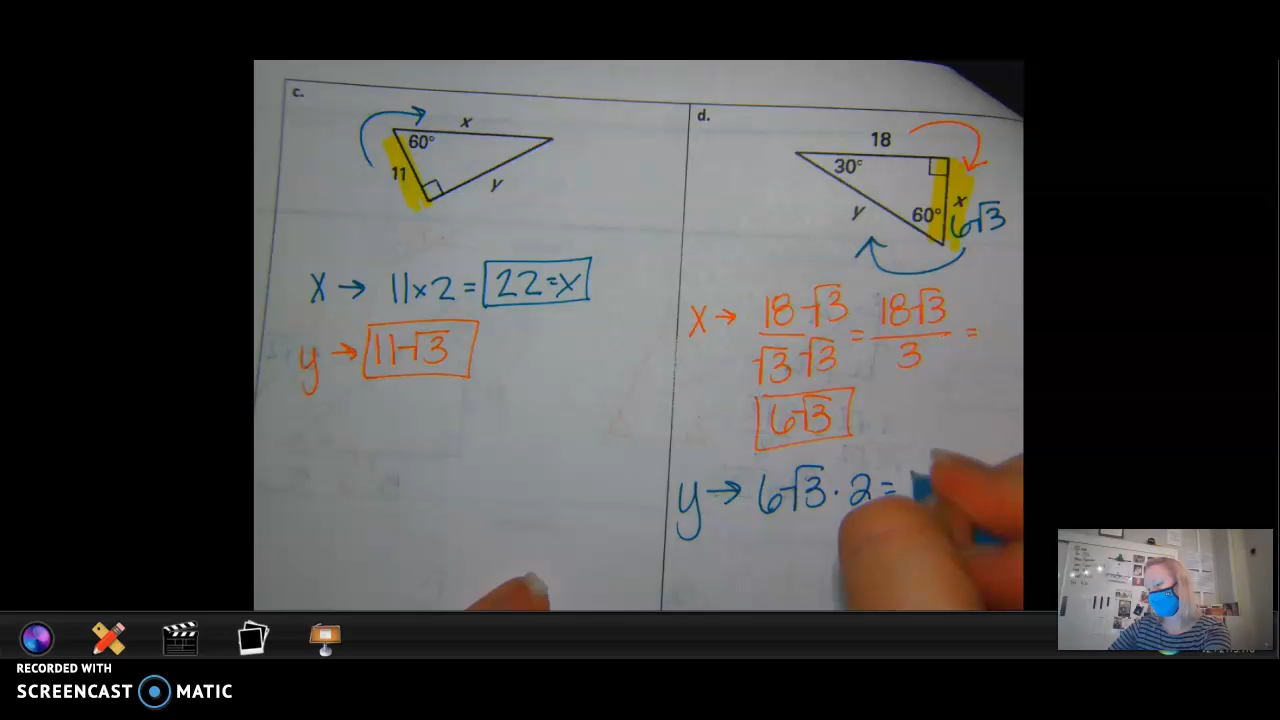 c.
x
60°
11
y
x → 11×2 = 22=x
y → 11√3
d.
18
30°
x
60°
6√3
y
x → 18 √3 / √3 √3 = 18√3 / 3 =
6√3
y → 6√3 · 2 =
RECORDED WITH
SCREENCAST MATIC